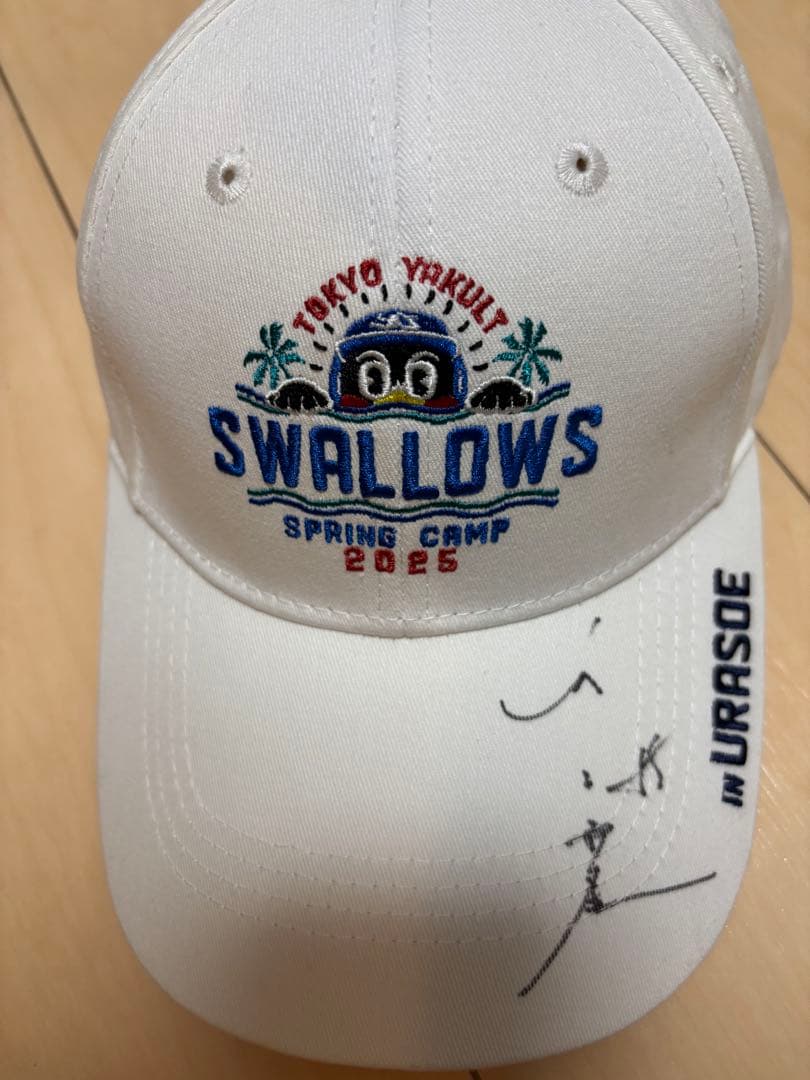 TOKYO YAKULT
SWALLOWS
SPRING CAMP
2025
IN URASOE